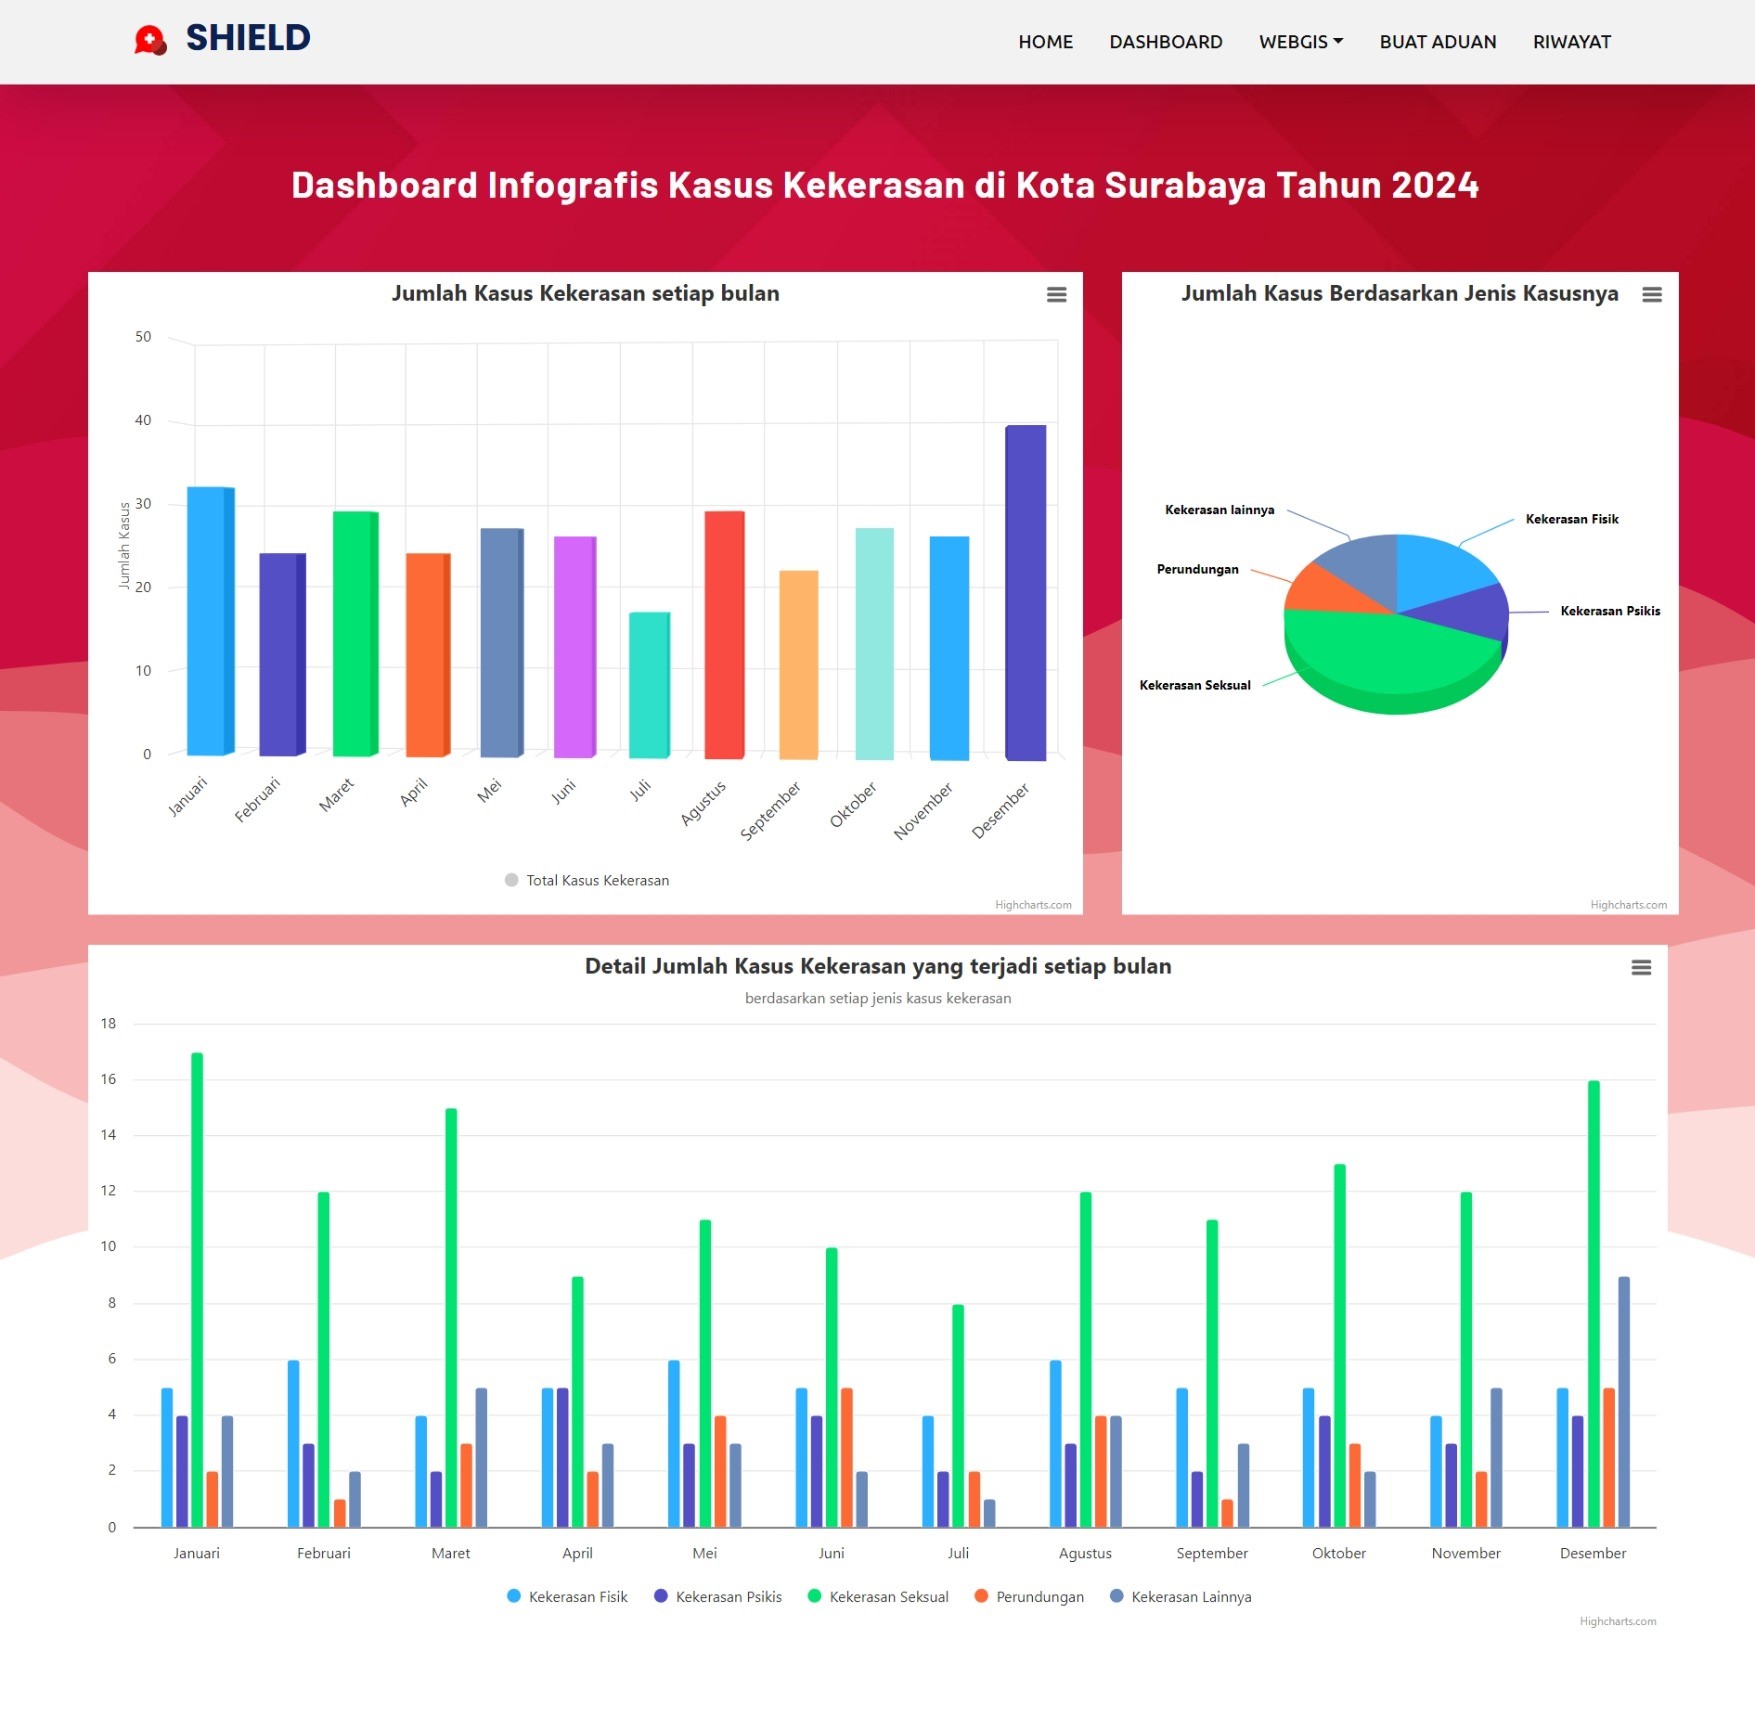 SHIELD
HOME DASHBOARD WEBGIS BUAT ADUAN RIWAYAT
Dashboard Infografis Kasus Kekerasan di Kota Surabaya Tahun 2024
Jumlah Kasus Kekerasan setiap bulan
Jumlah Kasus
50
40
30
20
10
0
Januari Februari Maret April Mei Juni Juli Agustus September Oktober November Desember
Total Kasus Kekerasan
Highcharts.com
Jumlah Kasus Berdasarkan Jenis Kasusnya
Kekerasan lainnya
Kekerasan Fisik
Perundungan
Kekerasan Psikis
Kekerasan Seksual
Highcharts.com
Detail Jumlah Kasus Kekerasan yang terjadi setiap bulan
berdasarkan setiap jenis kasus kekerasan
18
16
14
12
10
8
6
4
2
0
Januari Februari Maret April Mei Juni Juli Agustus September Oktober November Desember
Kekerasan Fisik Kekerasan Psikis Kekerasan Seksual Perundungan Kekerasan Lainnya
Highcharts.com